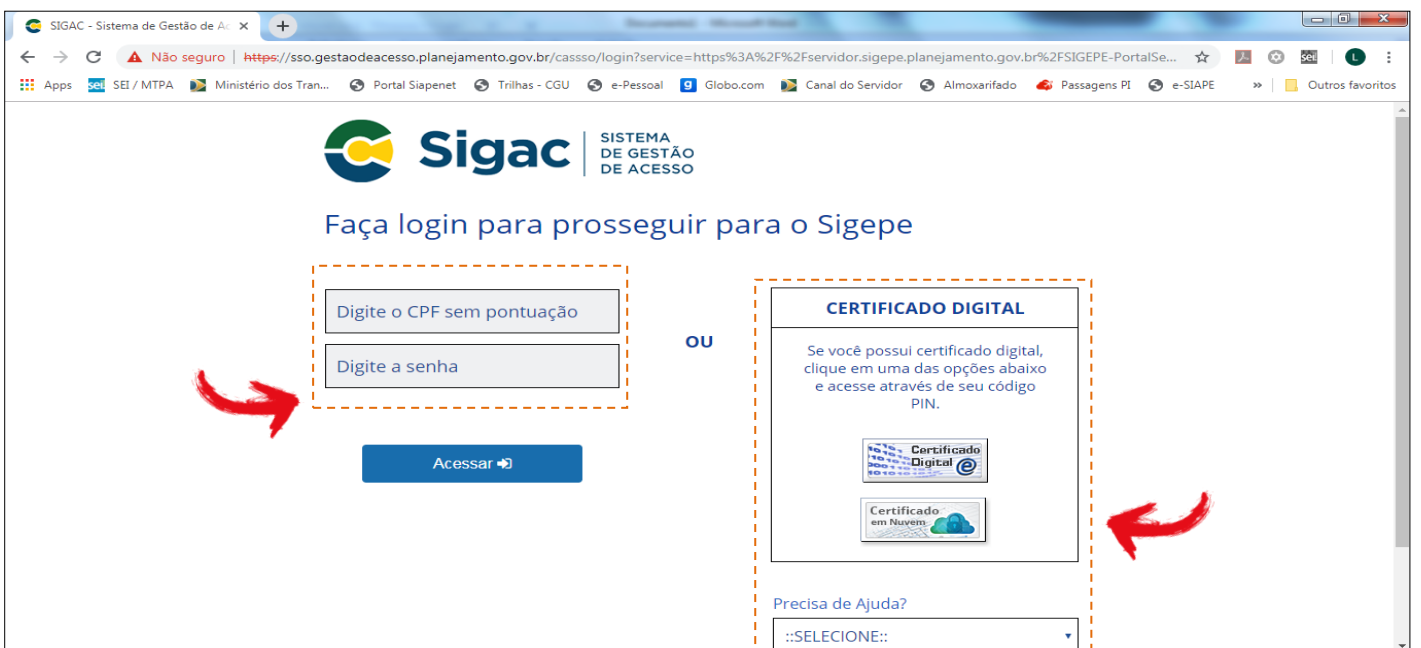 SIGAC - Sistema de Gestão de Ac
Não seguro | https://sso.gestaodeacesso.planejamento.gov.br/cassso/login?service=https%3A%2F%2Fservidor.sigepe.planejamento.gov.br%2FSIGEPE-PortalSe...
sei!
L
Apps sei! SEI / MTPA Ministério dos Tran... Portal Siapenet Trilhas - CGU e-Pessoal g Globo.com Canal do Servidor Almoxarifado Passagens PI e-SIAPE » Outros favoritos
Sigac
SISTEMA
DE GESTÃO
DE ACESSO
Faça login para prosseguir para o Sigepe
Digite o CPF sem pontuação
Digite a senha
Acessar
OU
CERTIFICADO DIGITAL
Se você possui certificado digital,
clique em uma das opções abaixo
e acesse através de seu código
PIN.
Certificado
Digital e
Certificado
em Nuvem
Precisa de Ajuda?
::SELECIONE::